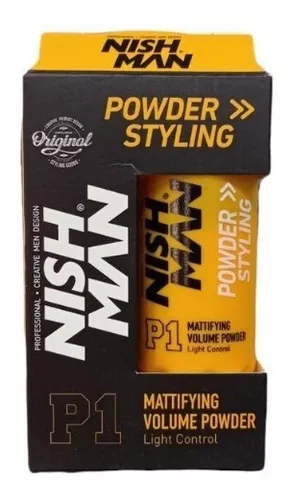 NISH
MAN®
POWDER >>
STYLING
Original
STYLING GOODS
PROFESSIONAL • CREATIVE MEN DESIGN
NISH
MAN®
NISH
MAN
POWDER >>
STYLING
P1
MATTIFYING
VOLUME POWDER
Light Control
P1
MATTIFYING
VOLUME POWDER
Light Control